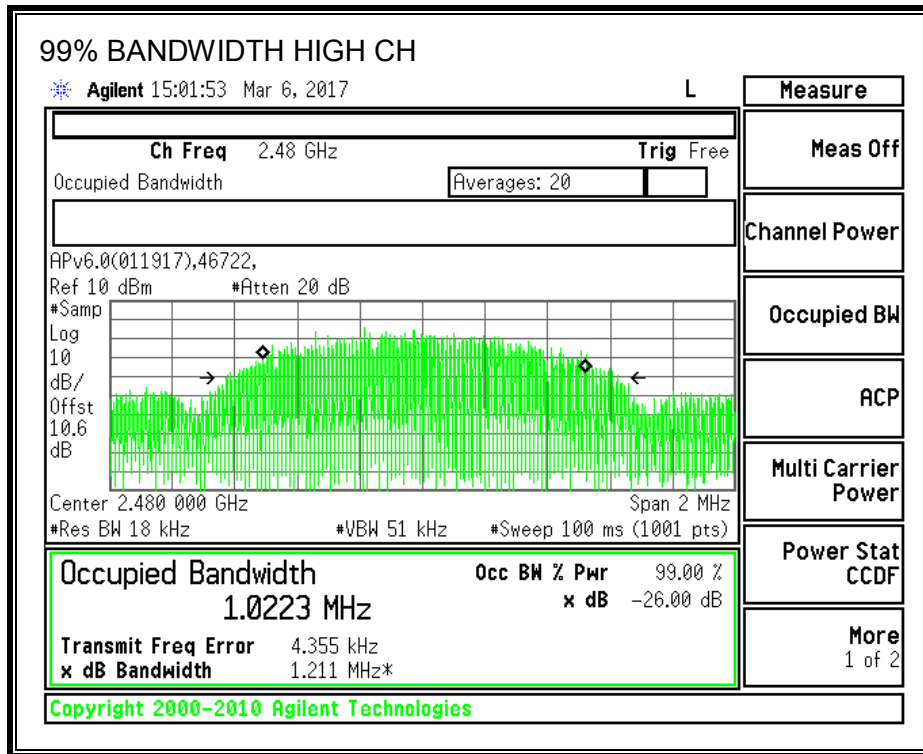 99% BANDWIDTH HIGH CH
Agilent 15:01:53 Mar 6, 2017 L
Measure
Ch Freq 2.48 GHz Trig Free
Meas Off
Occupied Bandwidth Averages: 20
Channel Power
APv6.0(011917),46722,
Ref 10 dBm #Atten 20 dB
#Samp
Log
10
dB/
Offst
10.6
dB
Occupied BW
ACP
Multi Carrier
Power
Center 2.480 000 GHz Span 2 MHz
#Res BW 18 kHz #VBW 51 kHz #Sweep 100 ms (1001 pts)
Occupied Bandwidth Occ BW % Pwr 99.00 %
1.0223 MHz x dB -26.00 dB
Transmit Freq Error 4.355 kHz
x dB Bandwidth 1.211 MHz*
Power Stat
CCDF
More
1 of 2
Copyright 2000-2010 Agilent Technologies